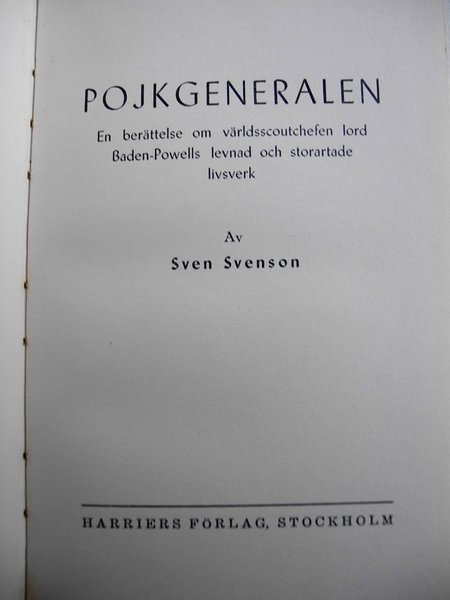 POJKGENERALEN
En berättelse om världsscoutchefen lord
Baden-Powells levnad och storartade
livsverk
Av
Sven Svenson
HARRIERS FÖRLAG, STOCKHOLM